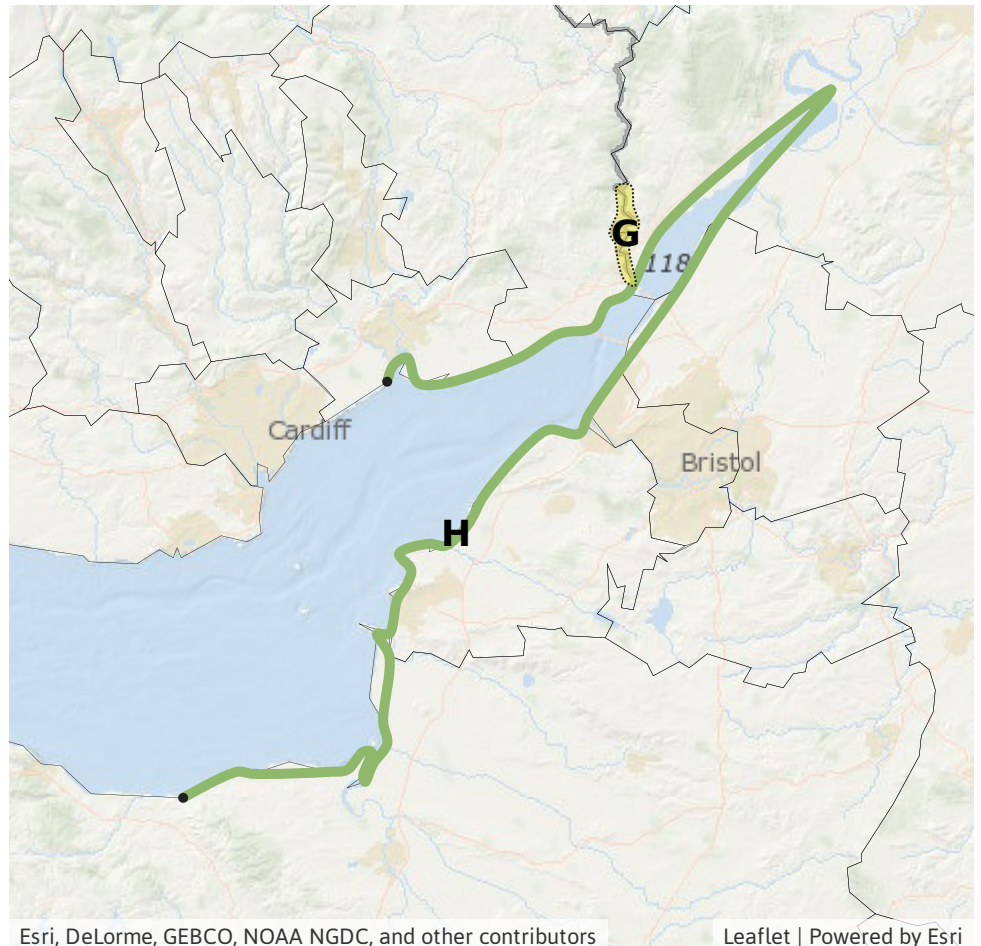 G
118
Cardiff
Bristol
H
Esri, DeLorme, GEBCO, NOAA NGDC, and other contributors
Leaflet | Powered by Esri